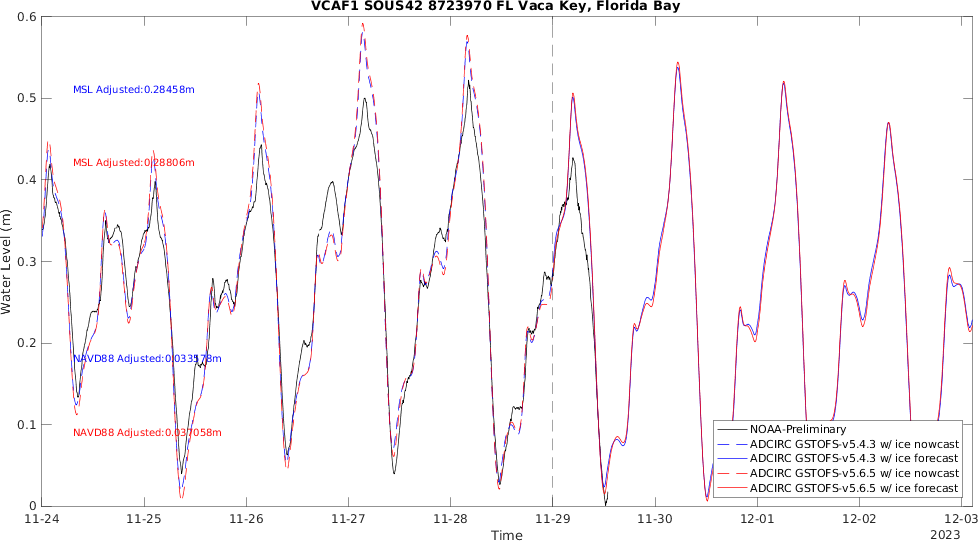 VCAF1 SOUS42 8723970 FL Vaca Key, Florida Bay
0.6
0.5
0.4
0.3
0.2
0.1
0
Water Level (m)
MSL Adjusted:0.28458m
MSL Adjusted:0.28806m
NAVD88 Adjusted:0.033578m
NAVD88 Adjusted:0.037058m
NOAA-Preliminary
ADCIRC GSTOFS-v5.4.3 w/ ice nowcast
ADCIRC GSTOFS-v5.4.3 w/ ice forecast
ADCIRC GSTOFS-v5.6.5 w/ ice nowcast
ADCIRC GSTOFS-v5.6.5 w/ ice forecast
11-24 11-25 11-26 11-27 11-28 11-29 11-30 12-01 12-02 12-03
2023
Time